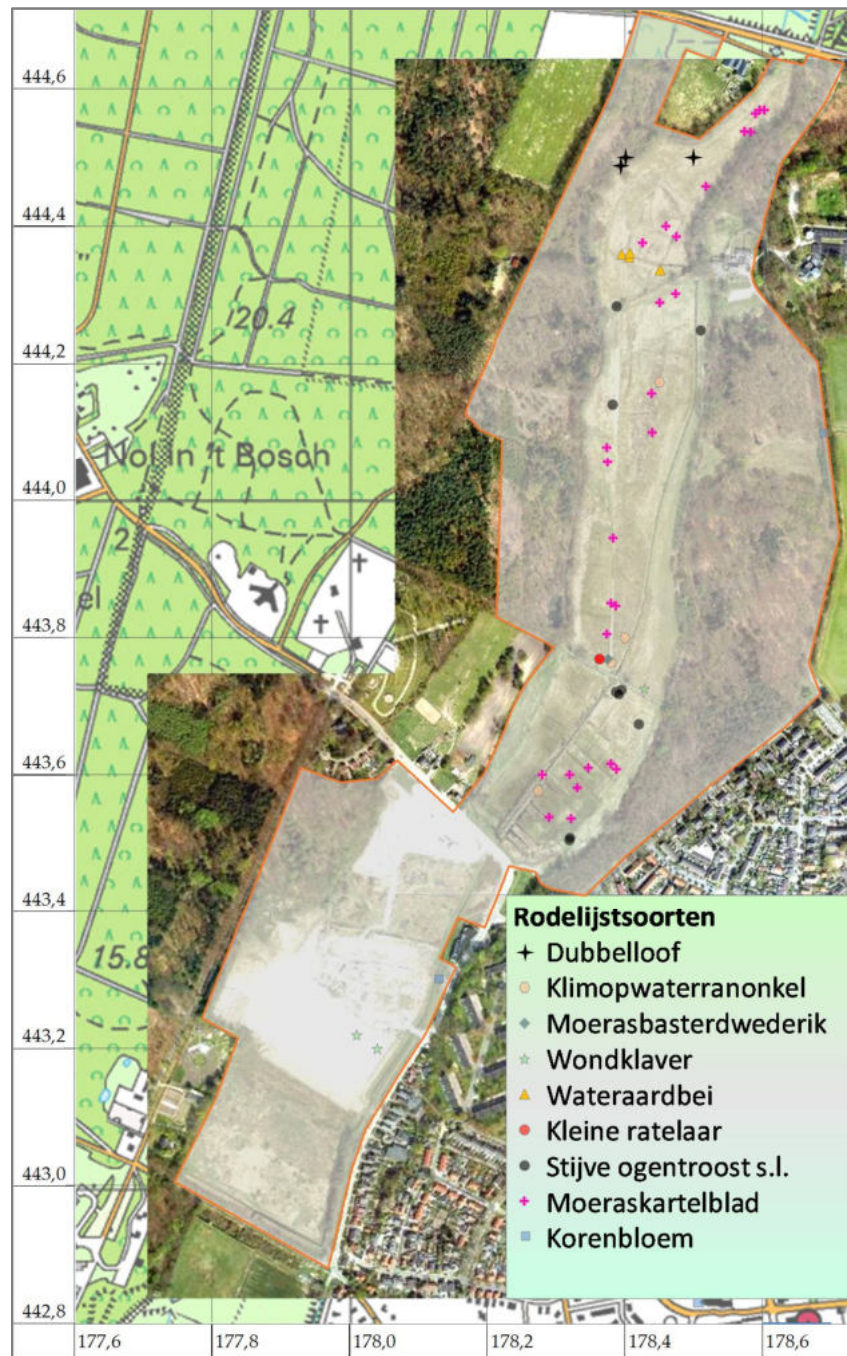 444,6
444,4
20.4
444,2
Nol in 't Bosch
444,0
2
el
443,8
443,6
443,4
15.8
443,2
443,0
442,8
177,6
177,8
178,0
178,2
178,4
178,6
Rodelijstsoorten
Dubbelloof
Klimopwaterranonkel
Moerasbasterdwederik
Wondklaver
Wateraardbei
Kleine ratelaar
Stijve ogentroost s.l.
Moeraskartelblad
Korenbloem